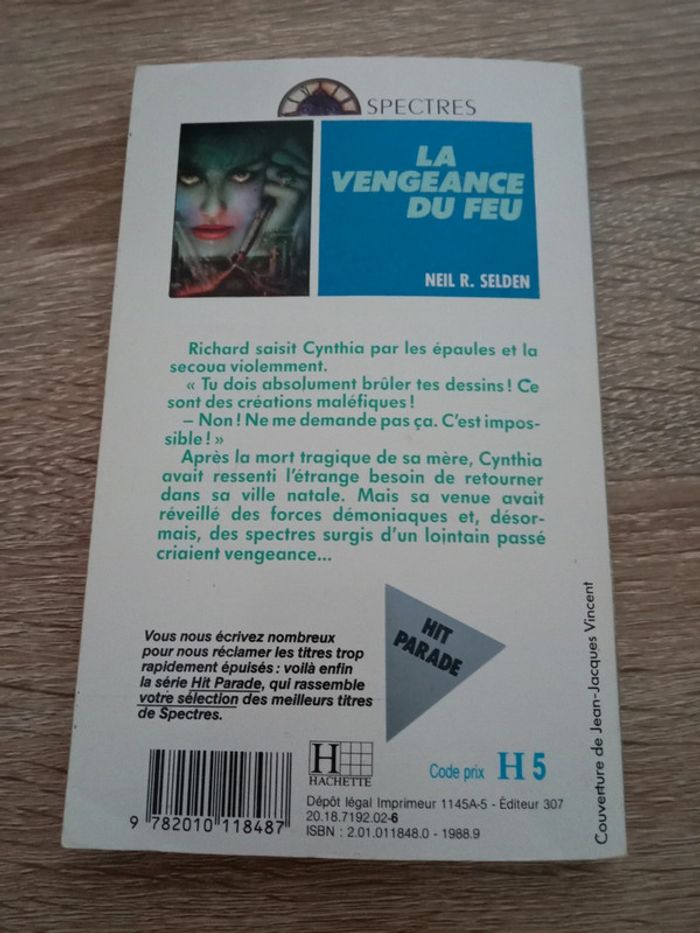 SPECTRES
LA
VENGEANCE
DU FEU
NEIL R. SELDEN
Richard saisit Cynthia par les épaules et la
secoua violemment.
« Tu dois absolument brûler tes dessins ! Ce
sont des créations maléfiques !
– Non ! Ne me demande pas ça. C'est impos-
sible ! »
Après la mort tragique de sa mère, Cynthia
avait ressenti l'étrange besoin de retourner
dans sa ville natale. Mais sa venue avait
réveillé des forces démoniaques et, désor-
mais, des spectres surgis d'un lointain passé
criaient vengeance...
HIT
PARADE
Vous nous écrivez nombreux
pour nous réclamer les titres trop
rapidement épuisés : voilà enfin
la série Hit Parade, qui rassemble
votre sélection des meilleurs titres
de Spectres.
H
HACHETTE
Code prix H 5
Dépôt légal Imprimeur 1145A-5 - Éditeur 307
20.18.7192.02-6
ISBN : 2.01.011848.0 - 1988.9
9 782010 118487
Couverture de Jean-Jacques Vincent